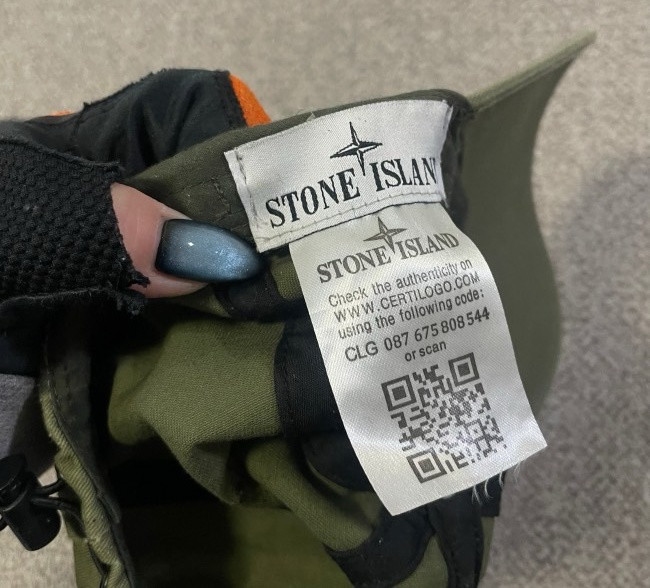 STONE ISLAN
STONE ISLAND
Check the authenticity on
WWW.CERTILOGO.COM
using the following code:
CLG 087 675 808 544
or scan